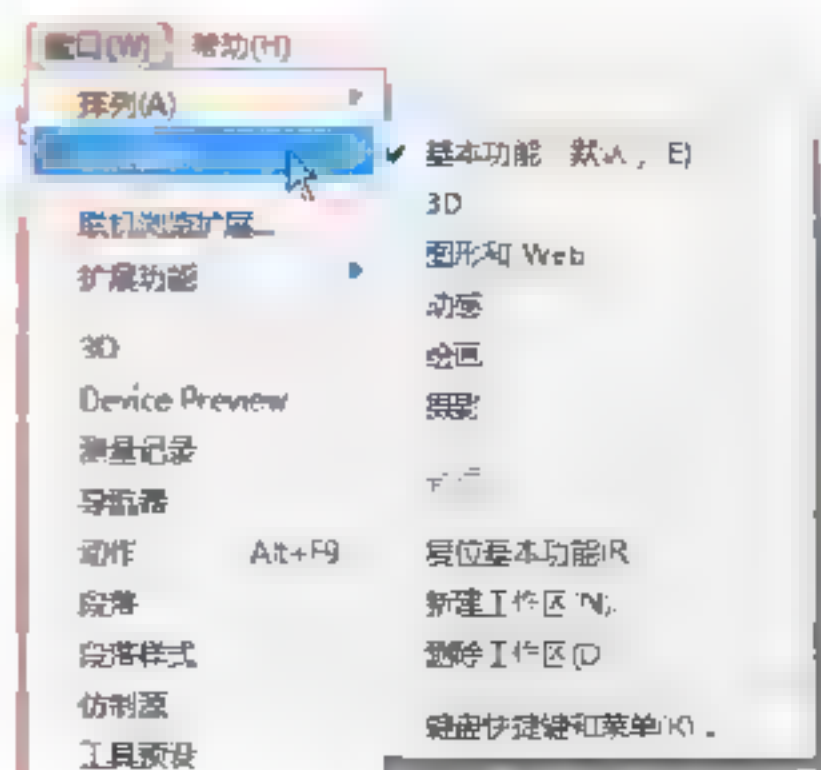 窗口(W) 帮助(H)
排列(A)
联机浏览扩展...
扩展功能
3D
Device Preview
测量记录
导航器
动作 Alt+F9
段落
段落样式
仿制源
工具预设
基本功能 默认, E)
3D
图形和 Web
动感
绘画
摄影
复位基本功能(R
新建工作区(N)...
删除工作区(D
键盘快捷键和菜单(K)...